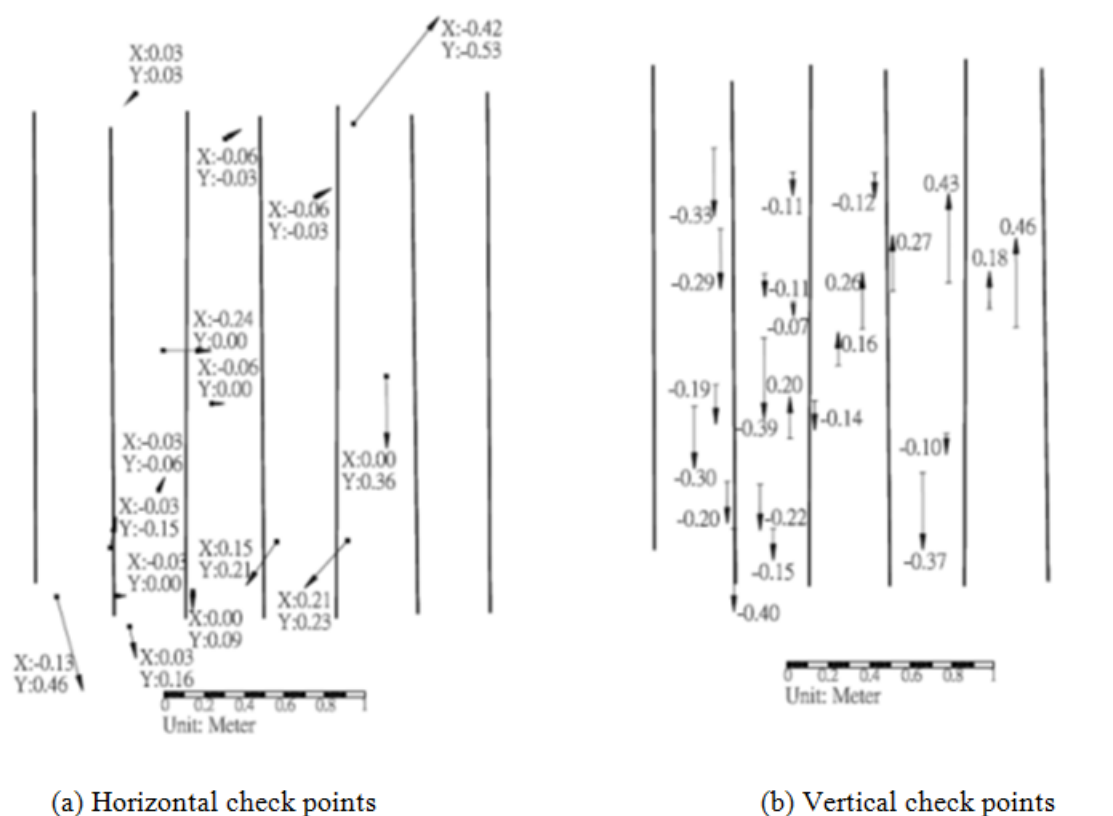 X:-0.42
Y:-0.53
X:0.03
Y:0.03
X:-0.06
Y:-0.03
X:-0.06
Y:-0.03
X:-0.24
Y:0.00
X:-0.06
Y:0.00
X:0.00
Y:0.36
X:-0.03
Y:-0.06
X:-0.03
Y:-0.15
X:0.15
Y:0.21
X:-0.03
Y:0.00
X:0.21
Y:0.23
X:0.00
Y:0.09
X:-0.13
Y:0.46
X:0.03
Y:0.16
0 0.2 0.4 0.6 0.8 1
Unit: Meter
(a) Horizontal check points
0.43
-0.33
-0.11
-0.12
0.46
0.27
0.18
-0.29
-0.11
0.26
-0.07
0.16
-0.19
0.20
-0.14
-0.39
-0.10
-0.30
-0.20
-0.22
-0.15
-0.37
-0.40
0 0.2 0.4 0.6 0.8 1
Unit: Meter
(b) Vertical check points